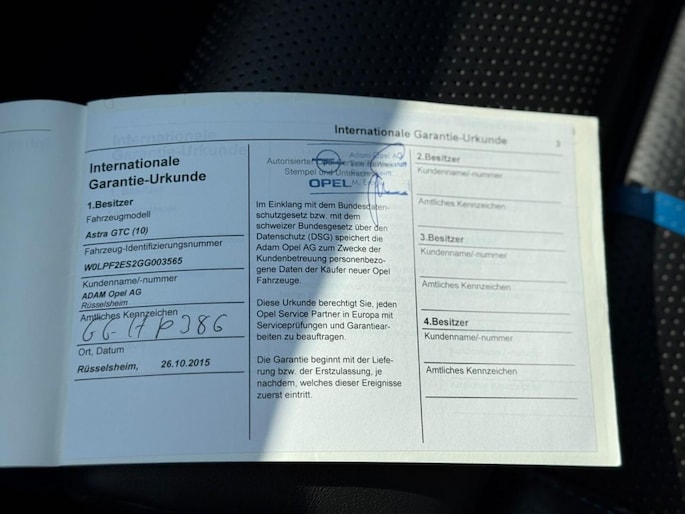 Internationale Garantie-Urkunde
3
Internationale
Garantie-Urkunde
1.Besitzer
Fahrzeugmodell
Astra GTC (10)
Fahrzeug-Identifizierungsnummer
W0LPF2ES2GG003565
Kundenname/-nummer
ADAM Opel AG
Rüsselsheim
Amtliches Kennzeichen
Ort, Datum
Rüsselsheim, 26.10.2015
Autorisierter
Adam Opel AG
Stempel und
OPEL
Im Einklang mit dem Bundesdaten-
schutzgesetz bzw. mit dem
schweizer Bundesgesetz über den
Datenschutz (DSG) speichert die
Adam Opel AG zum Zwecke der
Kundenbetreuung personenbezo-
gene Daten der Käufer neuer Opel
Fahrzeuge.
Diese Urkunde berechtigt Sie, jeden
Opel Service Partner in Europa mit
Serviceprüfungen und Garantiear-
beiten zu beauftragen.
Die Garantie beginnt mit der Liefe-
rung bzw. der Erstzulassung, je
nachdem, welches dieser Ereignisse
zuerst eintritt.
2.Besitzer
Kundenname/-nummer
Amtliches Kennzeichen
3.Besitzer
Kundenname/-nummer
Amtliches Kennzeichen
4.Besitzer
Kundenname/-nummer
Amtliches Kennzeichen